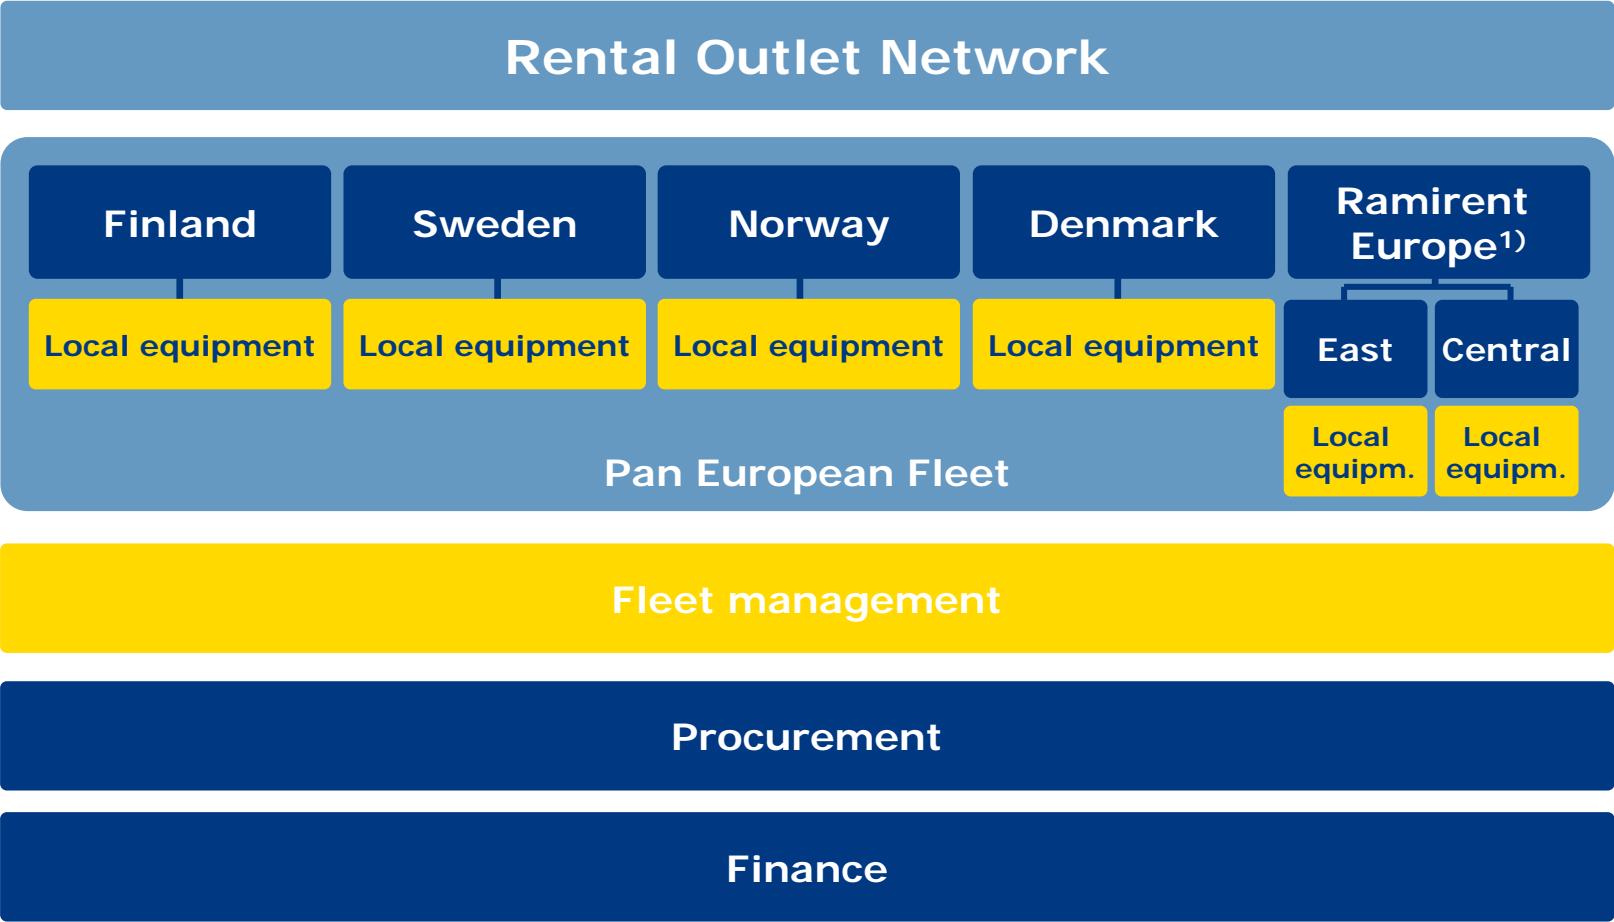 Rental Outlet Network
Finland
Sweden
Norway
Denmark
Ramirent
Europe¹⁾
Local equipment
Local equipment
Local equipment
Local equipment
East
Central
Local
equipm.
Local
equipm.
Pan European Fleet
Fleet management
Procurement
Finance